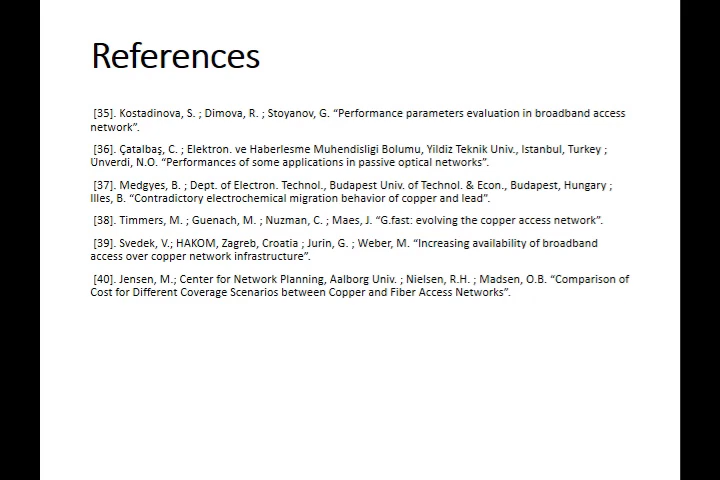 References
[35]. Kostadinova, S. ; Dimova, R. ; Stoyanov, G. “Performance parameters evaluation in broadband access
network”.
[36]. Çatalbaş, C. ; Elektron. ve Haberlesme Muhendisligi Bolumu, Yildiz Teknik Univ., Istanbul, Turkey ;
Ünverdi, N.O. “Performances of some applications in passive optical networks”.
[37]. Medgyes, B. ; Dept. of Electron. Technol., Budapest Univ. of Technol. & Econ., Budapest, Hungary ;
Illes, B. “Contradictory electrochemical migration behavior of copper and lead”.
[38]. Timmers, M. ; Guenach, M. ; Nuzman, C. ; Maes, J. “G.fast: evolving the copper access network”.
[39]. Svedek, V.; HAKOM, Zagreb, Croatia ; Jurin, G. ; Weber, M. “Increasing availability of broadband
access over copper network infrastructure”.
[40]. Jensen, M.; Center for Network Planning, Aalborg Univ. ; Nielsen, R.H. ; Madsen, O.B. “Comparison of
Cost for Different Coverage Scenarios between Copper and Fiber Access Networks”.